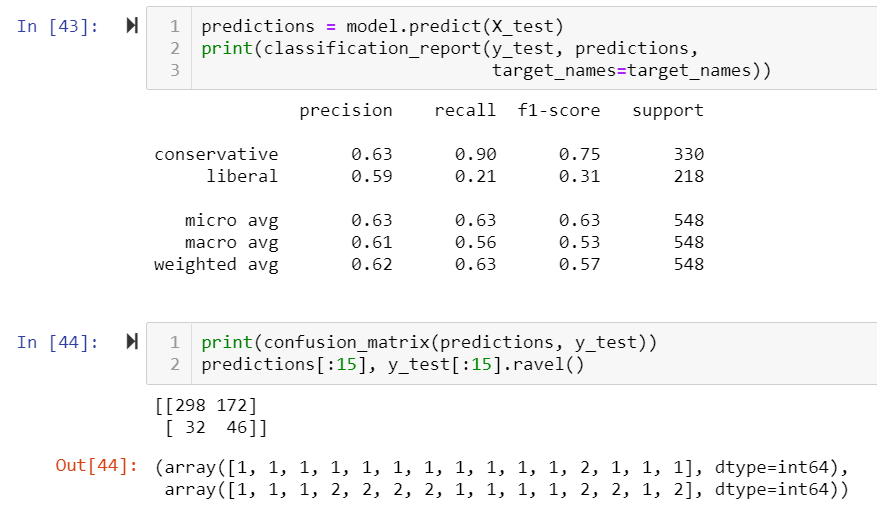 In [43]:
1 predictions = model.predict(X_test)
2 print(classification_report(y_test, predictions,
3                             target_names=target_names))
              precision    recall  f1-score   support
conservative       0.63      0.90      0.75       330
     liberal       0.59      0.21      0.31       218
   micro avg       0.63      0.63      0.63       548
   macro avg       0.61      0.56      0.53       548
weighted avg       0.62      0.63      0.57       548
In [44]:
1 print(confusion_matrix(predictions, y_test))
2 predictions[:15], y_test[:15].ravel()
[[298 172]
 [ 32  46]]
Out[44]: (array([1, 1, 1, 1, 1, 1, 1, 1, 1, 1, 1, 2, 1, 1, 1], dtype=int64),
 array([1, 1, 1, 2, 2, 2, 2, 1, 1, 1, 1, 2, 2, 1, 2], dtype=int64))